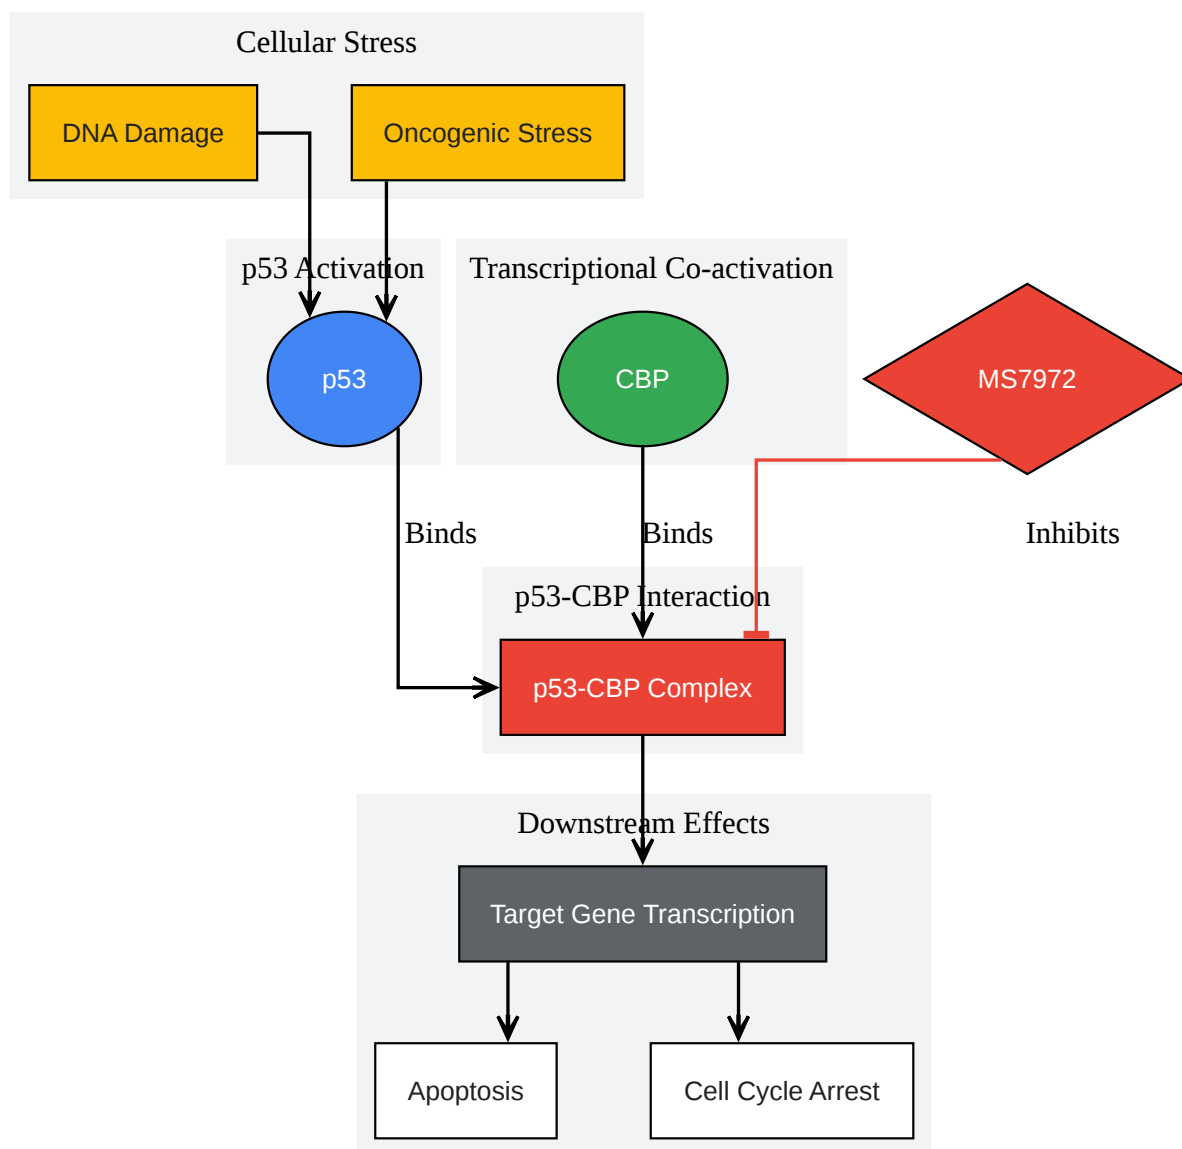 Cellular Stress
DNA Damage
Oncogenic Stress
p53 Activation
Transcriptional Co-activation
p53
CBP
MS7972
Binds
Binds
Inhibits
p53-CBP Interaction
p53-CBP Complex
Downstream Effects
Target Gene Transcription
Apoptosis
Cell Cycle Arrest